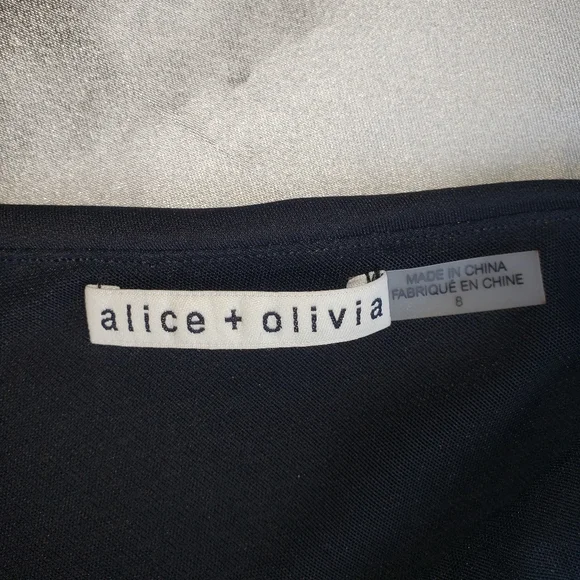 alice + olivia
MADE IN CHINA
FABRIQUÉ EN CHINE
8